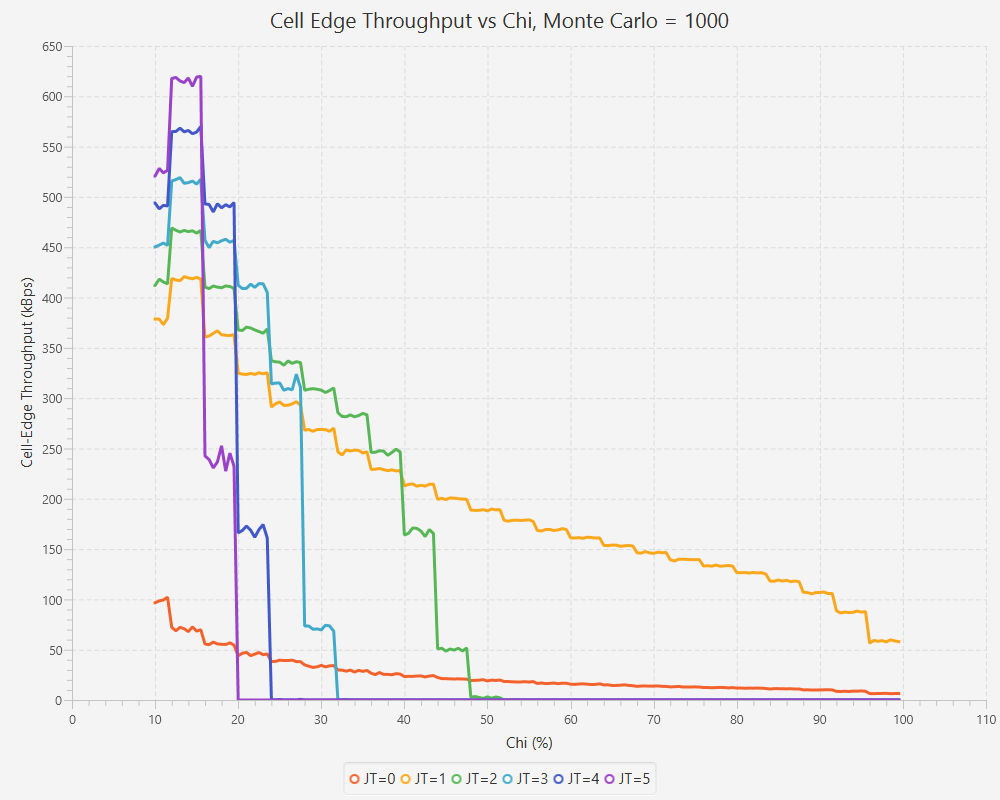 Cell Edge Throughput vs Chi, Monte Carlo = 1000
650
600
550
500
450
400
350
300
250
200
150
100
50
0
Cell-Edge Throughput (kBps)
0 10 20 30 40 50 60 70 80 90 100 110
Chi (%)
JT=0 JT=1 JT=2 JT=3 JT=4 JT=5